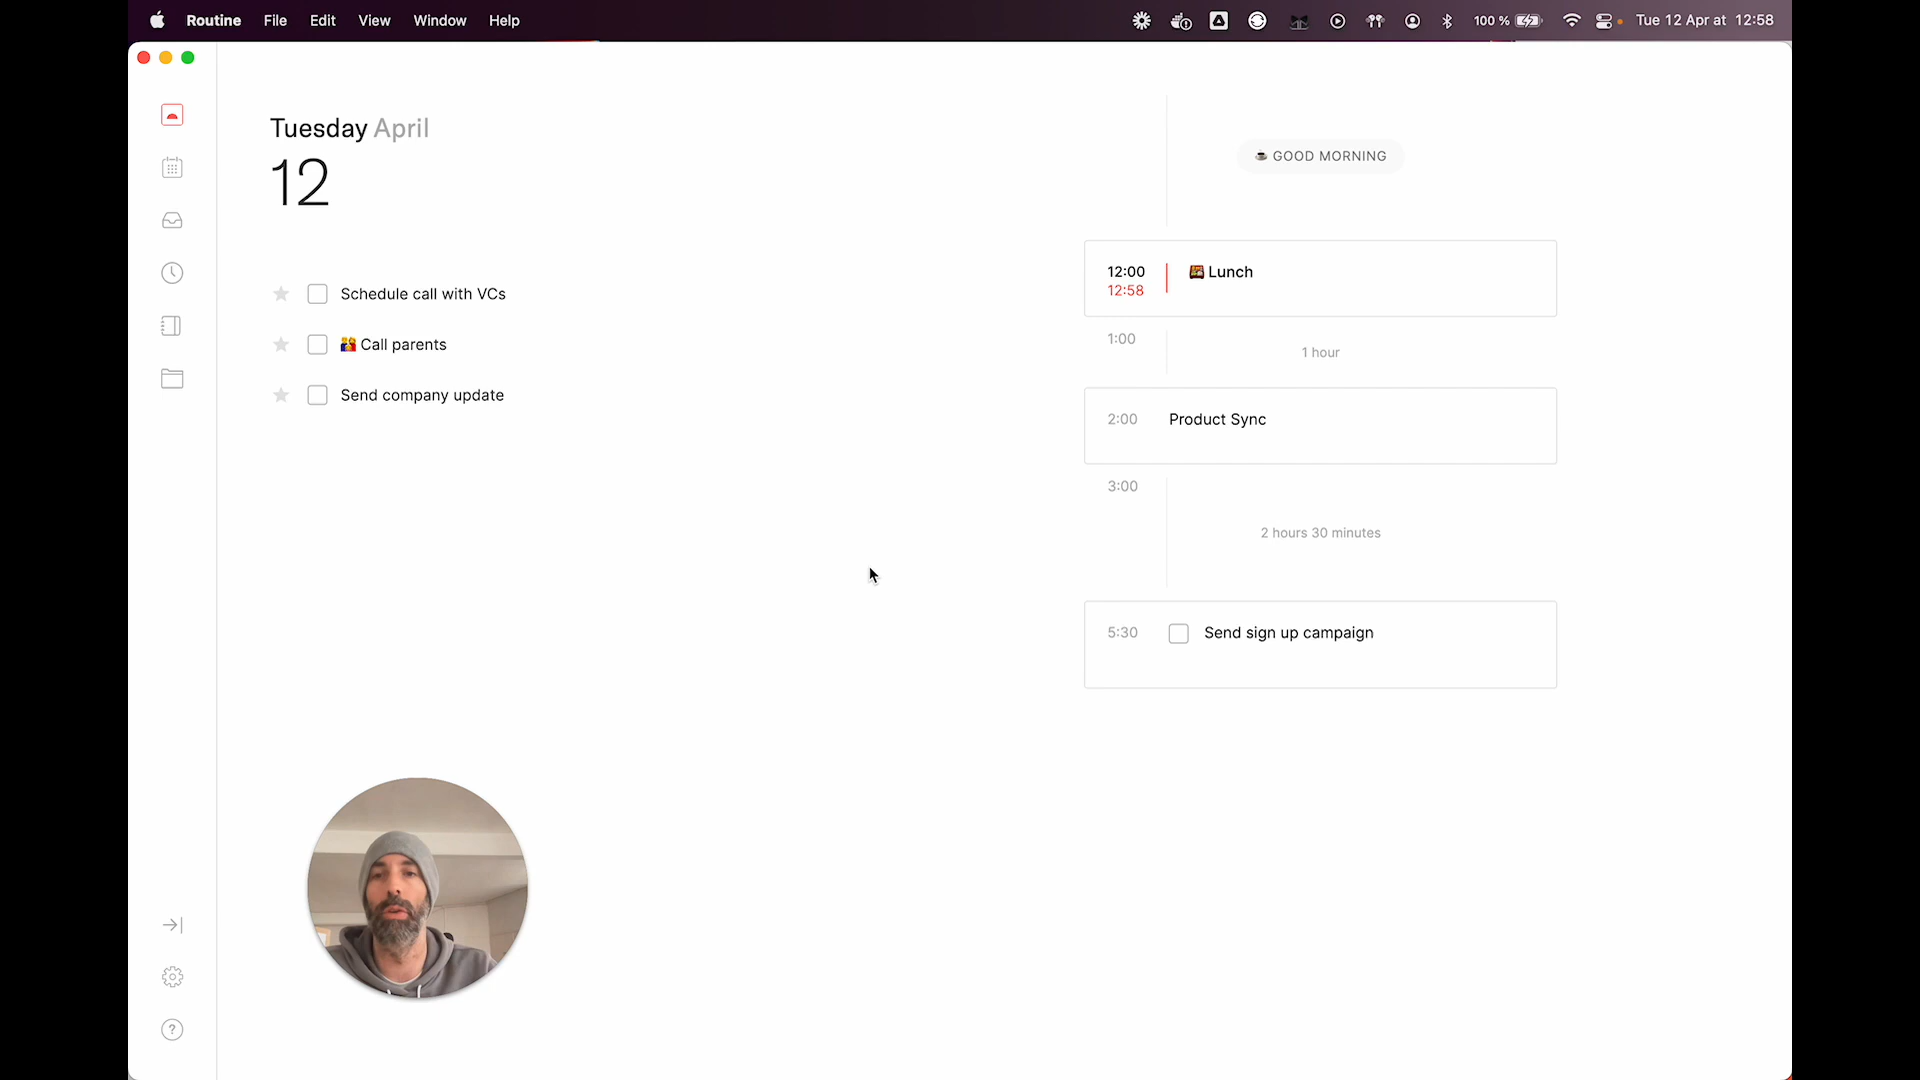 Routine File Edit View Window Help 100 % Tue 12 Apr at 12:58
Tuesday April
12
Schedule call with VCs
Call parents
Send company update
GOOD MORNING
12:00 Lunch
12:58
1:00 1 hour
2:00 Product Sync
3:00
2 hours 30 minutes
5:30 Send sign up campaign
?